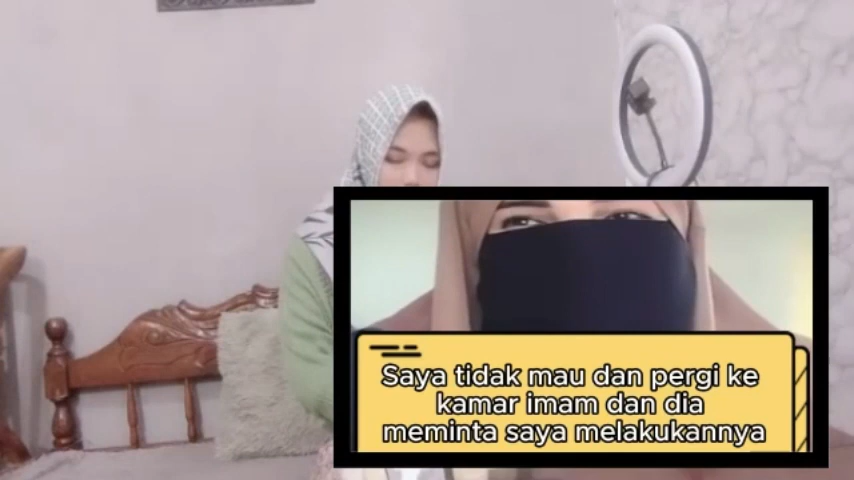 Saya tidak mau dan pergi ke
kamar imam dan dia
meminta saya melakukannya